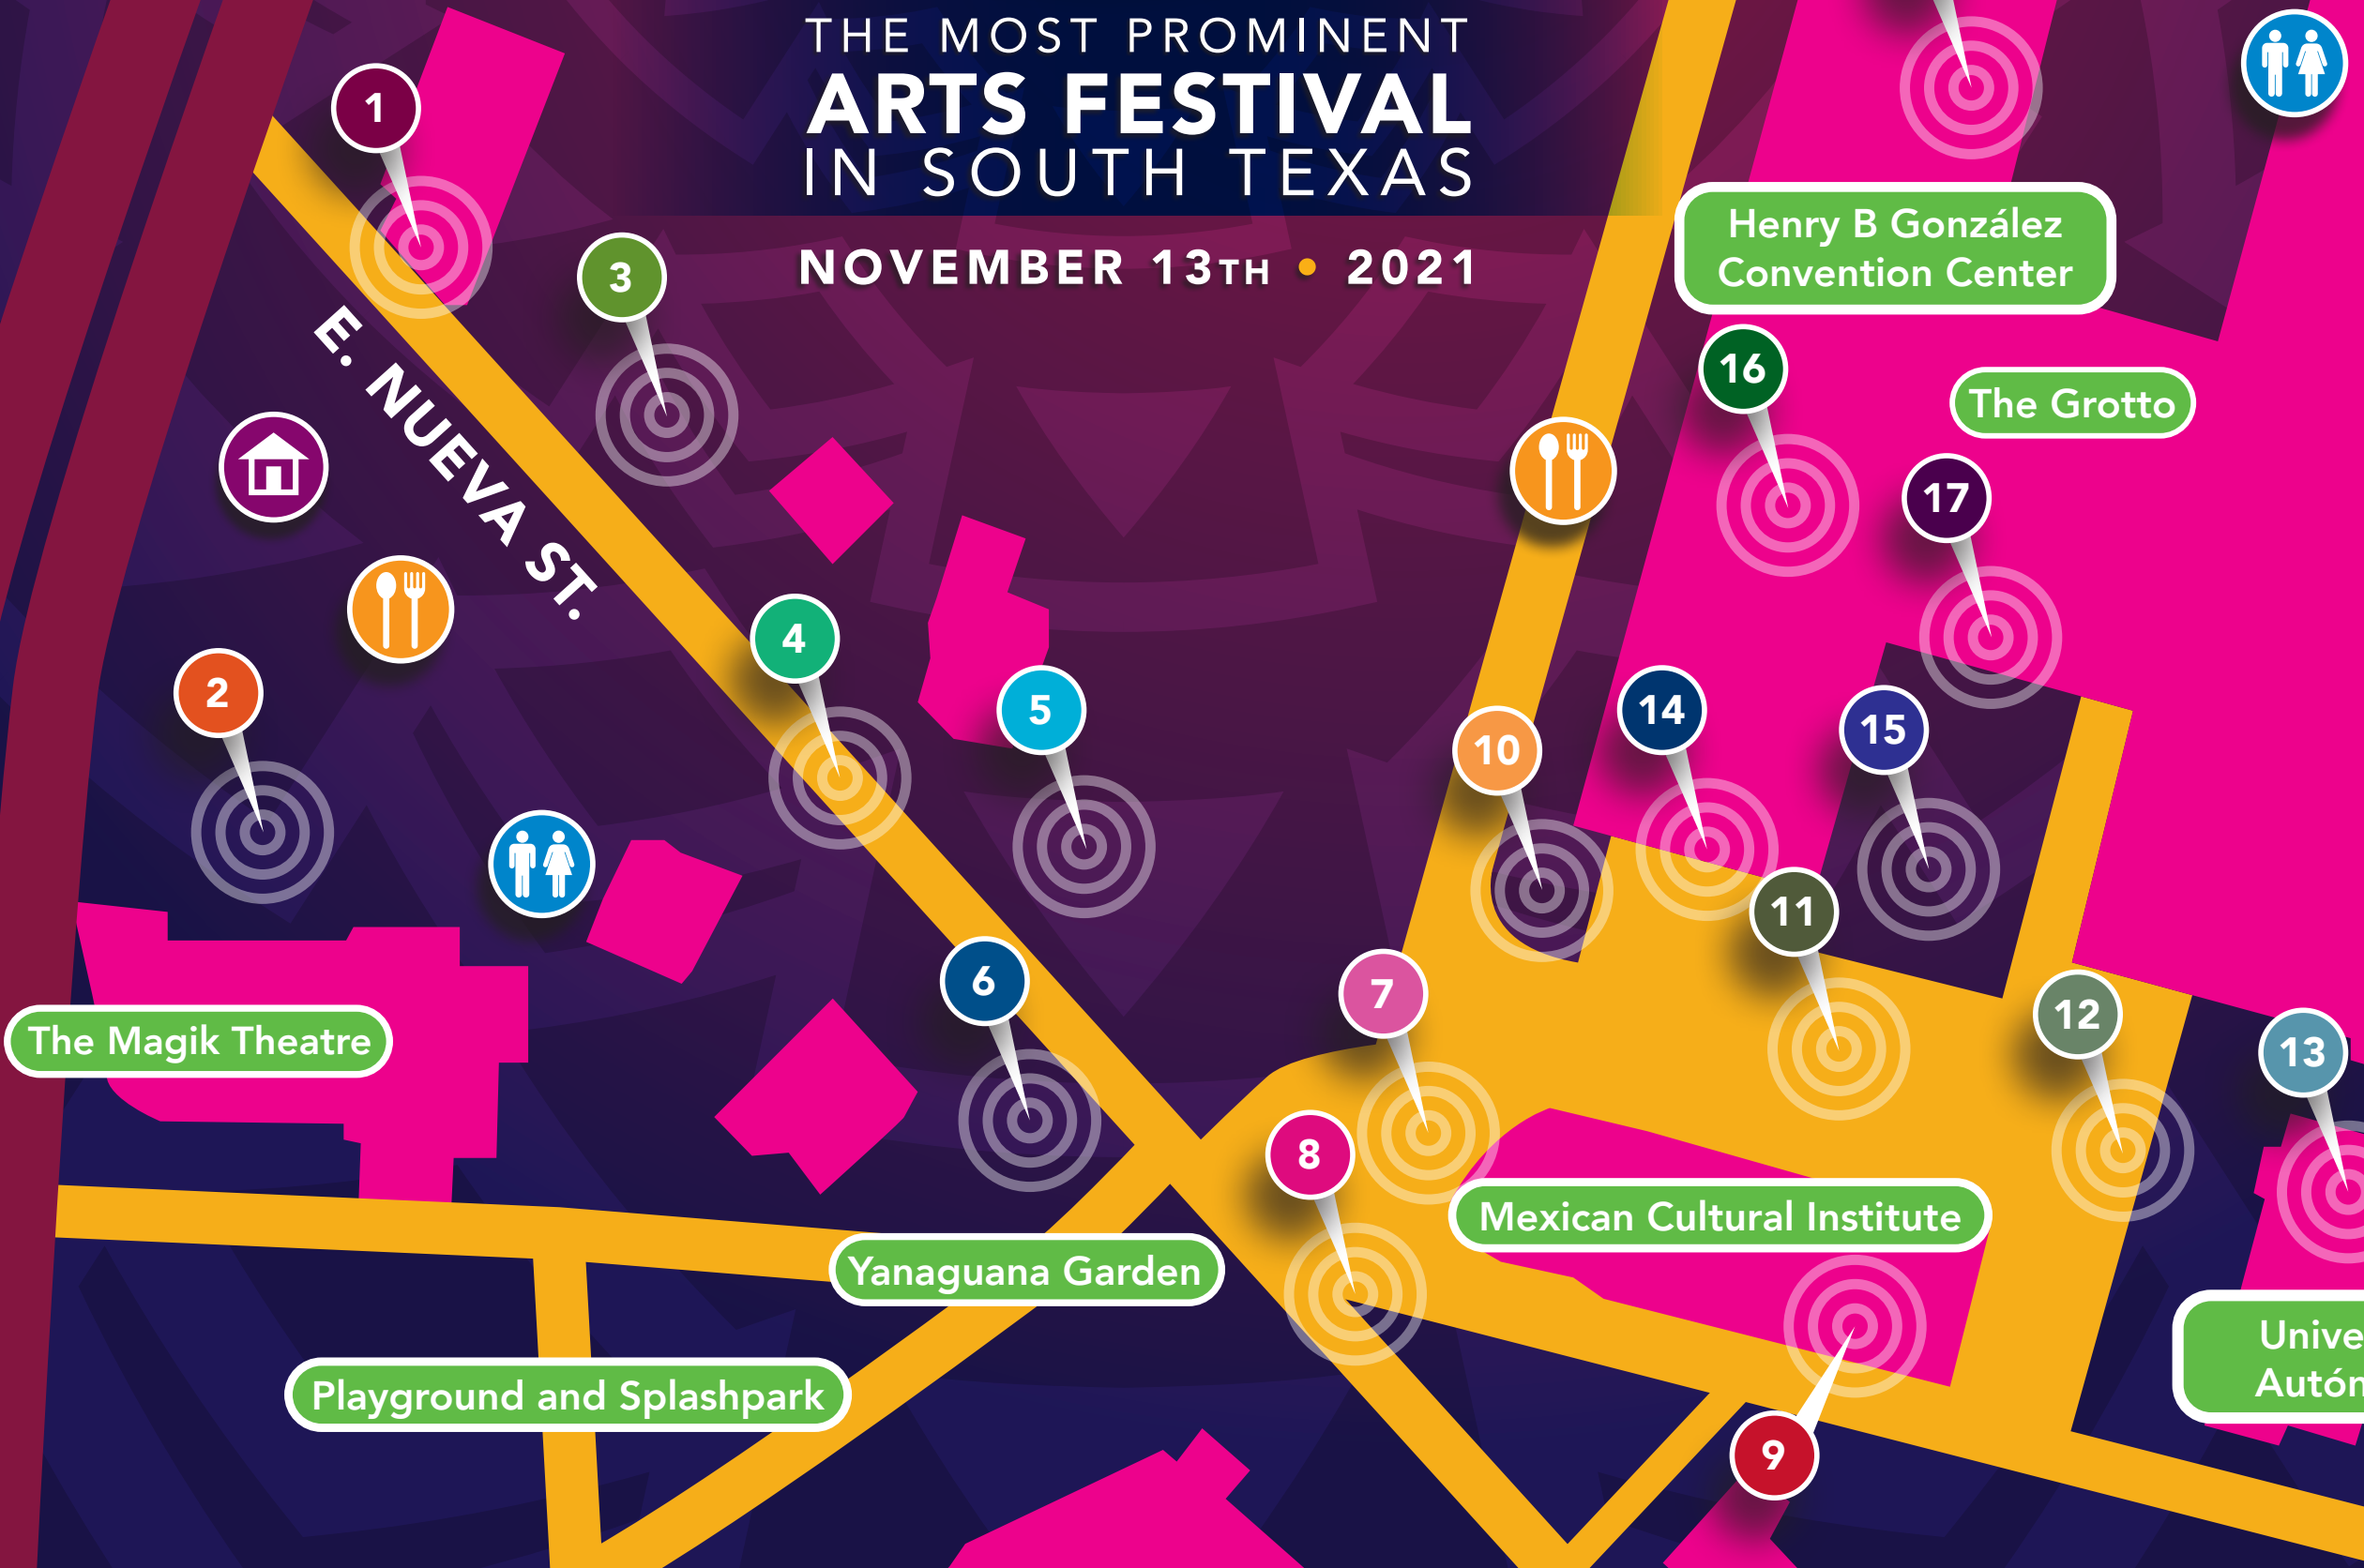 THE MOST PROMINENT
ARTS FESTIVAL
IN SOUTH TEXAS
NOVEMBER 13TH • 2021
1
Henry B González
Convention Center
3
E. NUEVA ST.
16
The Grotto
17
4
2
5
14
15
10
11
6
7
12
The Magik Theatre
13
8
Mexican Cultural Institute
Yanaguana Garden
Playground and Splashpark
9